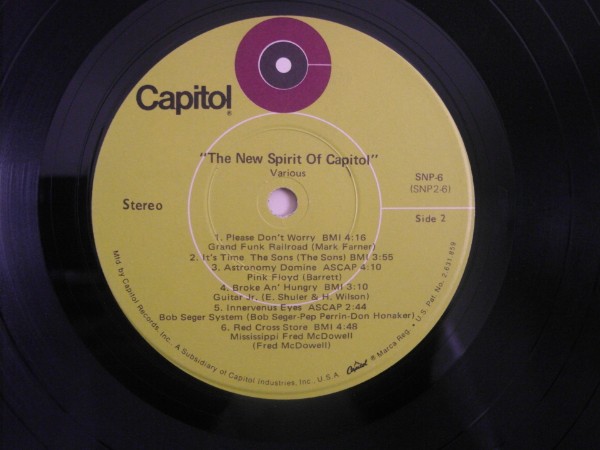 Capitol®
"The New Spirit Of Capitol"
Various
SNP-6
(SNP2-6)
Stereo
Side 2
1. Please Don't Worry BMI 4:16
Grand Funk Railroad (Mark Farner)
2. It's Time The Sons (The Sons) BMI 3:55
3. Astronomy Domine ASCAP 4:10
Pink Floyd (Barrett)
4. Broke An' Hungry BMI 3:10
Guitar Jr. (E. Shuler & H. Wilson)
5. Innervenus Eyes ASCAP 2:44
Bob Seger System (Bob Seger-Pep Perrin-Don Honaker)
6. Red Cross Store BMI 4:48
Mississippi Fred McDowell
(Fred McDowell)
Mfd. by Capitol Records, Inc. A Subsidiary of Capitol Industries, Inc., U.S.A. Capitol ® Marca Reg. • U.S. Pat. No. 2,631,859